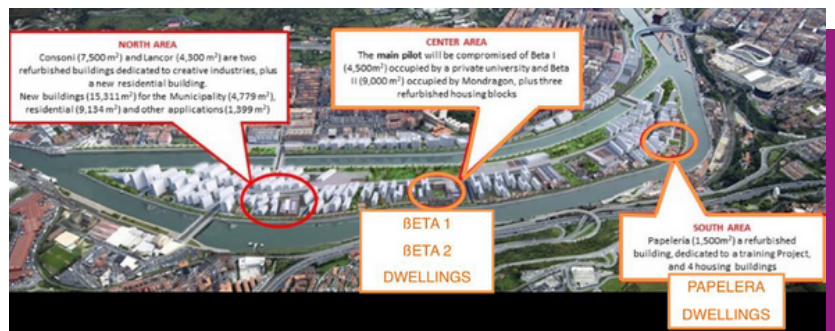 NORTH AREA
Consoni (7,500 m²) and Lancor (4,300 m²) are two
refurbished buildings dedicated to creative industries, plus
a new residential building.
New buildings (15,311 m²) for the Municipality (4,779 m²),
residential (9,134 m²) and other applications (1,399 m²)
CENTER AREA
The main pilot will be compromised of Beta I
(4,500m²) occupied by a private university and Beta
II (9,000 m²) occupied by Mondragon, plus three
refurbished housing blocks
ßETA 1
ßETA 2
DWELLINGS
SOUTH AREA
Papeleria (1,500m²) a refurbished
building, dedicated to a training Project,
and 4 housing buildings
PAPELERA
DWELLINGS